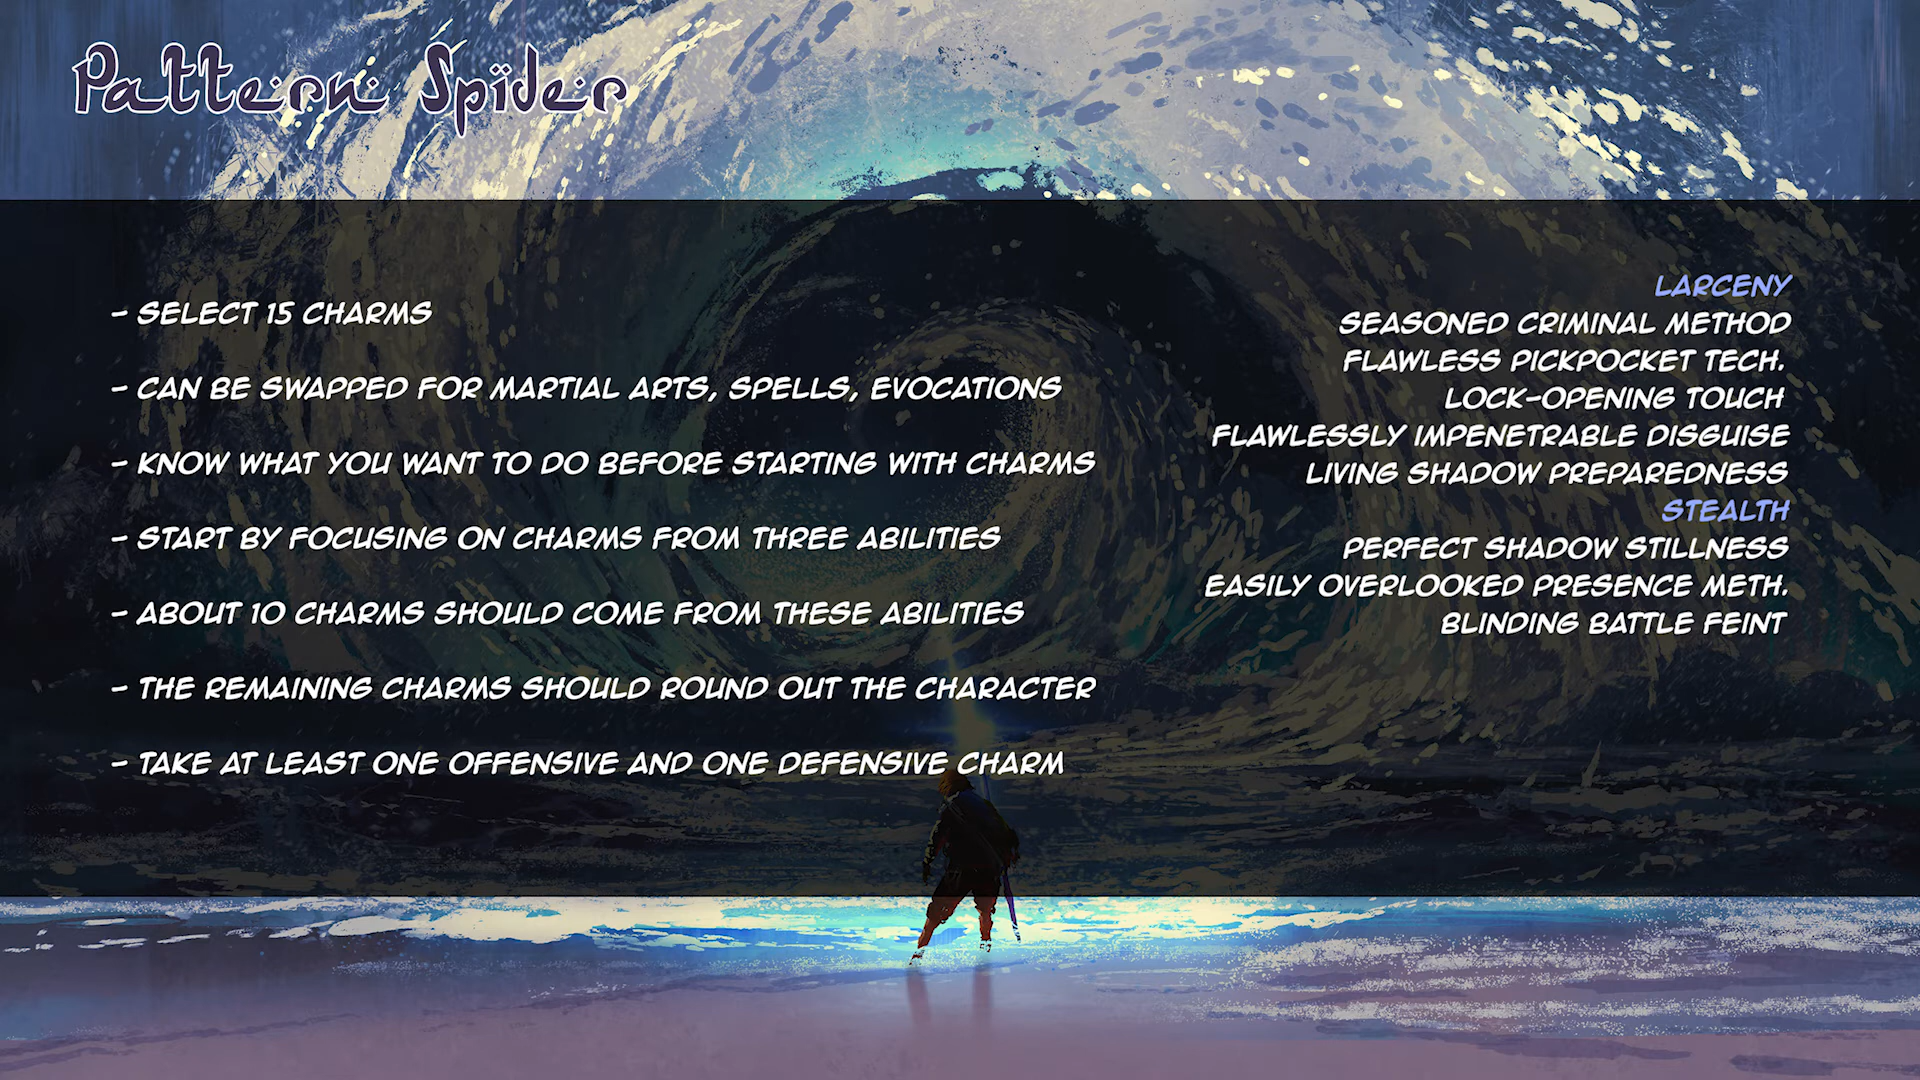 Pattern Spïder
- SELECT 15 CHARMS
- CAN BE SWAPPED FOR MARTIAL ARTS, SPELLS, EVOCATIONS
- KNOW WHAT YOU WANT TO DO BEFORE STARTING WITH CHARMS
- START BY FOCUSING ON CHARMS FROM THREE ABILITIES
- ABOUT 10 CHARMS SHOULD COME FROM THESE ABILITIES
- THE REMAINING CHARMS SHOULD ROUND OUT THE CHARACTER
- TAKE AT LEAST ONE OFFENSIVE AND ONE DEFENSIVE CHARM
LARCENY
SEASONED CRIMINAL METHOD
FLAWLESS PICKPOCKET TECH.
LOCK-OPENING TOUCH
FLAWLESSLY IMPENETRABLE DISGUISE
LIVING SHADOW PREPAREDNESS
STEALTH
PERFECT SHADOW STILLNESS
EASILY OVERLOOKED PRESENCE METH.
BLINDING BATTLE FEINT